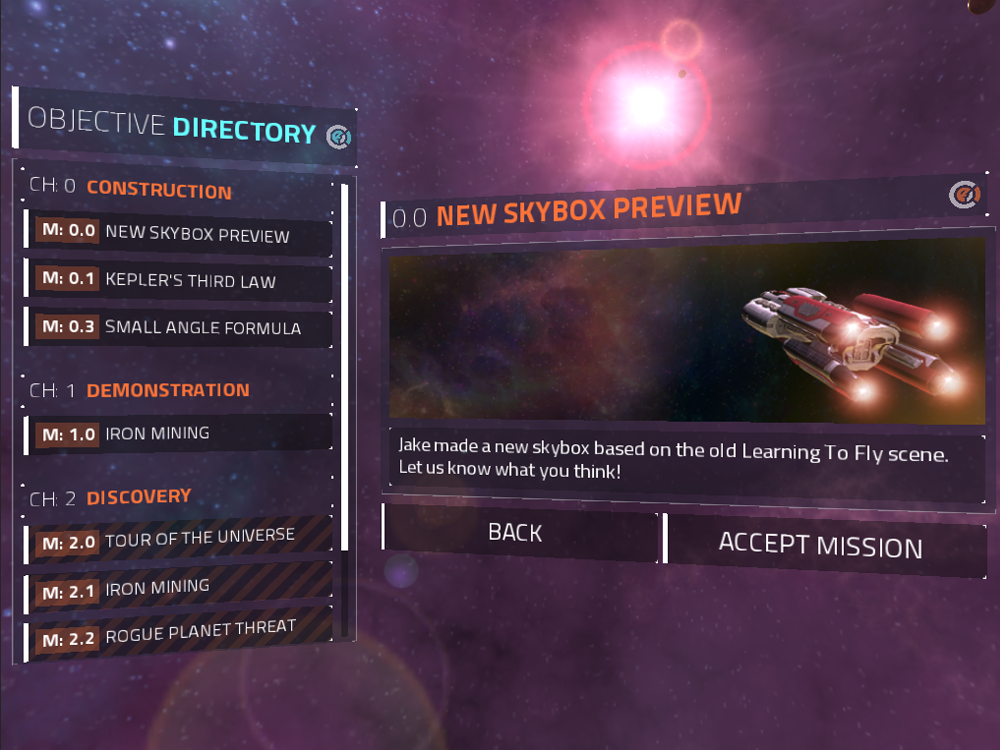 OBJECTIVE DIRECTORY
CH: 0 CONSTRUCTION
M: 0.0 NEW SKYBOX PREVIEW
M: 0.1 KEPLER'S THIRD LAW
M: 0.3 SMALL ANGLE FORMULA
CH: 1 DEMONSTRATION
M: 1.0 IRON MINING
CH: 2 DISCOVERY
M: 2.0 TOUR OF THE UNIVERSE
M: 2.1 IRON MINING
M: 2.2 ROGUE PLANET THREAT
0.0 NEW SKYBOX PREVIEW
Jake made a new skybox based on the old Learning To Fly scene.
Let us know what you think!
BACK
ACCEPT MISSION